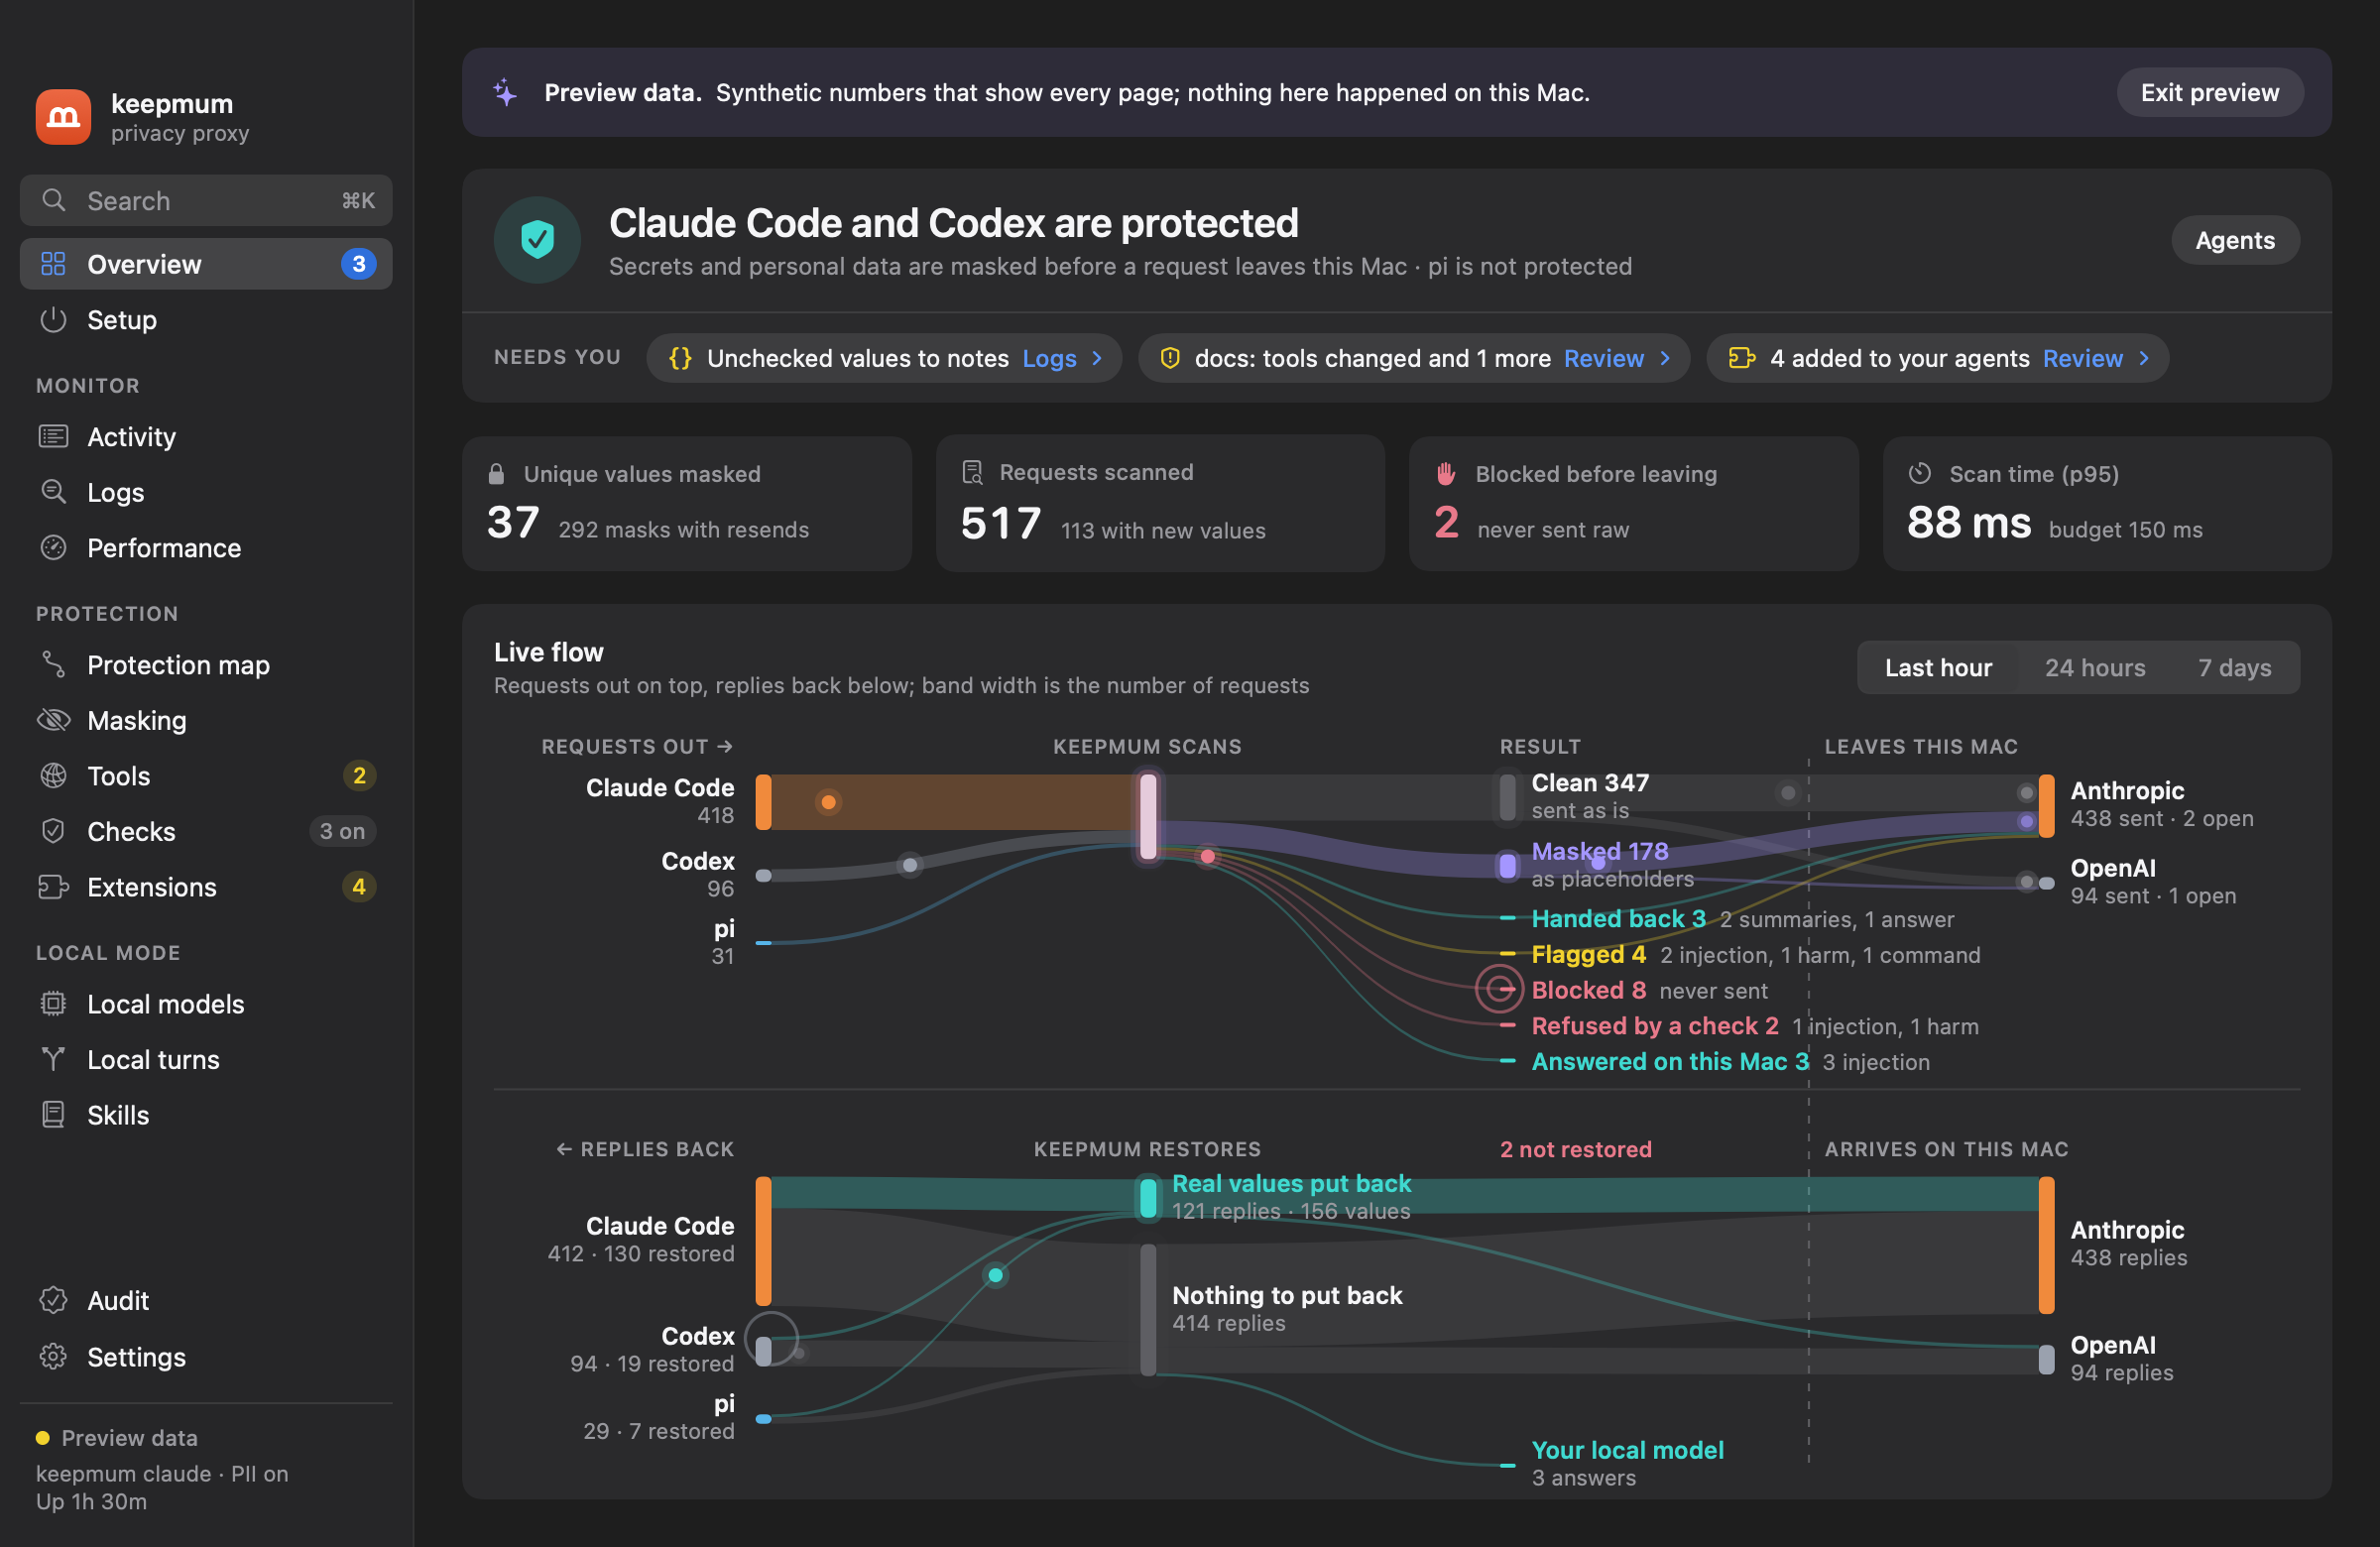 keepmum
privacy proxy
Search ⌘K
Overview 3
Setup
MONITOR
Activity
Logs
Performance
PROTECTION
Protection map
Masking
Tools 2
Checks 3 on
Extensions 4
LOCAL MODE
Local models
Local turns
Skills
Audit
Settings
Preview data
keepmum claude · PII on
Up 1h 30m
Preview data. Synthetic numbers that show every page; nothing here happened on this Mac.
Exit preview
Claude Code and Codex are protected
Secrets and personal data are masked before a request leaves this Mac · pi is not protected
Agents
NEEDS YOU
{} Unchecked values to notes Logs >
docs: tools changed and 1 more Review >
4 added to your agents Review >
Unique values masked
37 292 masks with resends
Requests scanned
517 113 with new values
Blocked before leaving
2 never sent raw
Scan time (p95)
88 ms budget 150 ms
Live flow
Requests out on top, replies back below; band width is the number of requests
Last hour 24 hours 7 days
REQUESTS OUT → KEEPMUM SCANS RESULT LEAVES THIS MAC
Claude Code
418
Codex
96
pi
31
Clean 347
sent as is
Masked 178
as placeholders
Handed back 3 2 summaries, 1 answer
Flagged 4 2 injection, 1 harm, 1 command
Blocked 8 never sent
Refused by a check 2 1 injection, 1 harm
Answered on this Mac 3 3 injection
Anthropic
438 sent · 2 open
OpenAI
94 sent · 1 open
← REPLIES BACK KEEPMUM RESTORES 2 not restored ARRIVES ON THIS MAC
Claude Code
412 · 130 restored
Codex
94 · 19 restored
pi
29 · 7 restored
Real values put back
121 replies · 156 values
Nothing to put back
414 replies
Your local model
3 answers
Anthropic
438 replies
OpenAI
94 replies